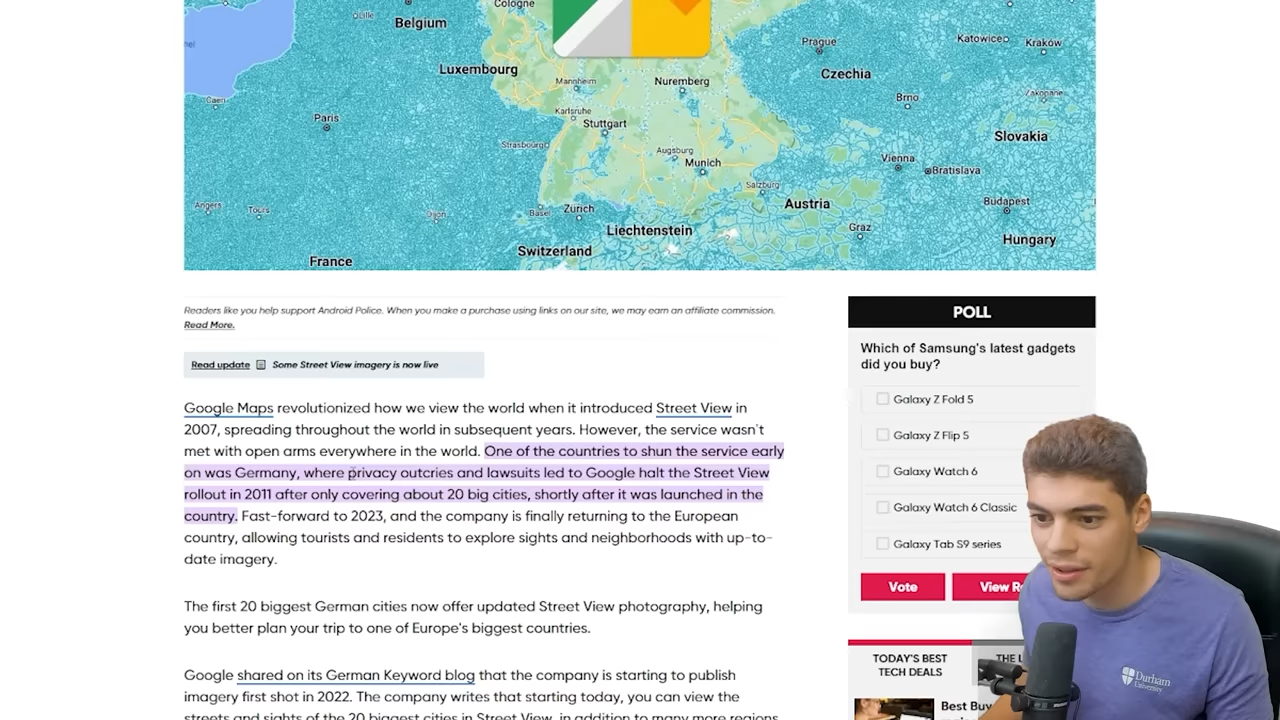 Lille
Belgium
Cologne
Luxembourg
Mannheim
Nuremberg
Prague
Katowice
Kraków
Czechia
Caen
Paris
Karlsruhe
Stuttgart
Brno
Zakopane
Slovakia
Strasbourg
Augsburg
Munich
Vienna
Bratislava
Salzburg
Angers
Tours
Dijon
Basel
Zürich
Austria
Budapest
Liechtenstein
Graz
Hungary
Switzerland
France
Readers like you help support Android Police. When you make a purchase using links on our site, we may earn an affiliate commission.
Read More.
Read update Some Street View imagery is now live
Google Maps revolutionized how we view the world when it introduced Street View in
2007, spreading throughout the world in subsequent years. However, the service wasn't
met with open arms everywhere in the world. One of the countries to shun the service early
on was Germany, where privacy outcries and lawsuits led to Google halt the Street View
rollout in 2011 after only covering about 20 big cities, shortly after it was launched in the
country. Fast-forward to 2023, and the company is finally returning to the European
country, allowing tourists and residents to explore sights and neighborhoods with up-to-
date imagery.
The first 20 biggest German cities now offer updated Street View photography, helping
you better plan your trip to one of Europe's biggest countries.
Google shared on its German Keyword blog that the company is starting to publish
imagery first shot in 2022. The company writes that starting today, you can view the
streets and sights of the 20 biggest cities in Street View, in addition to many more regions
POLL
Which of Samsung's latest gadgets
did you buy?
Galaxy Z Fold 5
Galaxy Z Flip 5
Galaxy Watch 6
Galaxy Watch 6 Classic
Galaxy Tab S9 series
Vote
View R
TODAY'S BEST
TECH DEALS
THE L
Best Buy
Durham
University